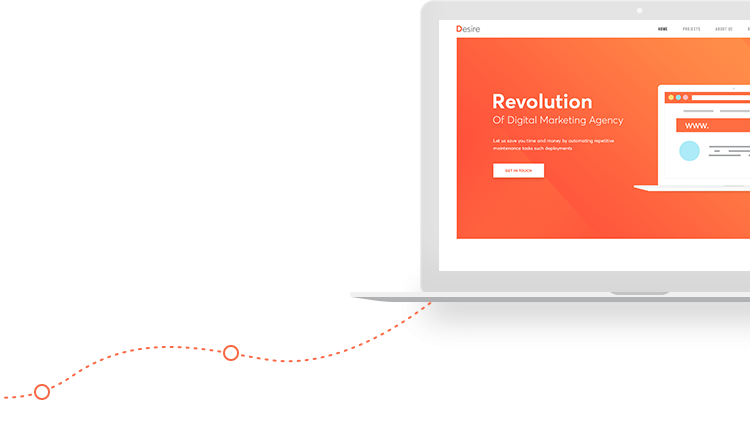 Desire
HOME PROJECTS ABOUT US
Revolution
Of Digital Marketing Agency
Let us save you time and money by automating repetitive
maintenance tasks such deployments
GET IN TOUCH
www.